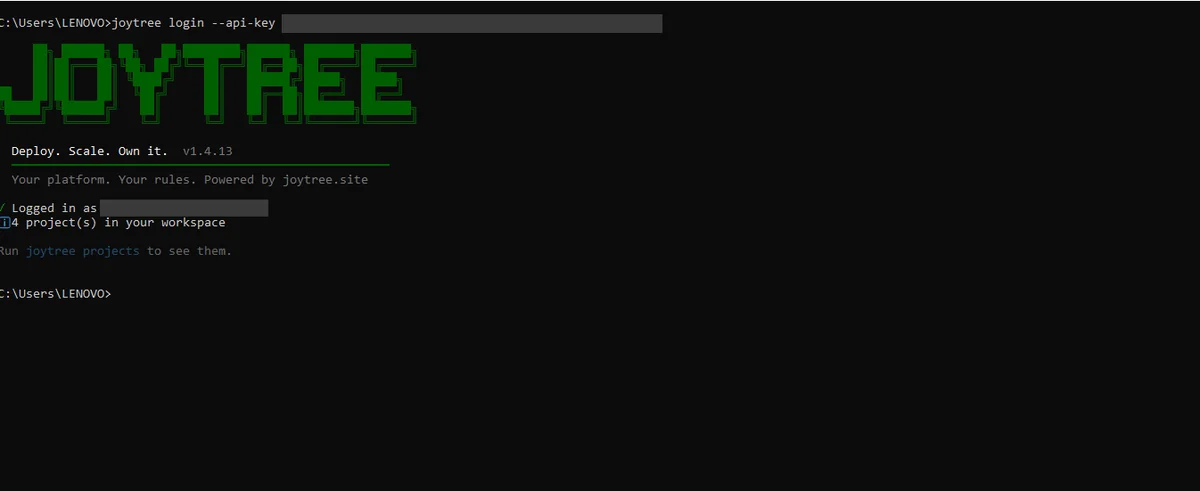 C:\Users\LENOVO>joytree login --api-key
JOYTREE
Deploy. Scale. Own it. v1.4.13
Your platform. Your rules. Powered by joytree.site
√ Logged in as
i 4 project(s) in your workspace
Run joytree projects to see them.
C:\Users\LENOVO>